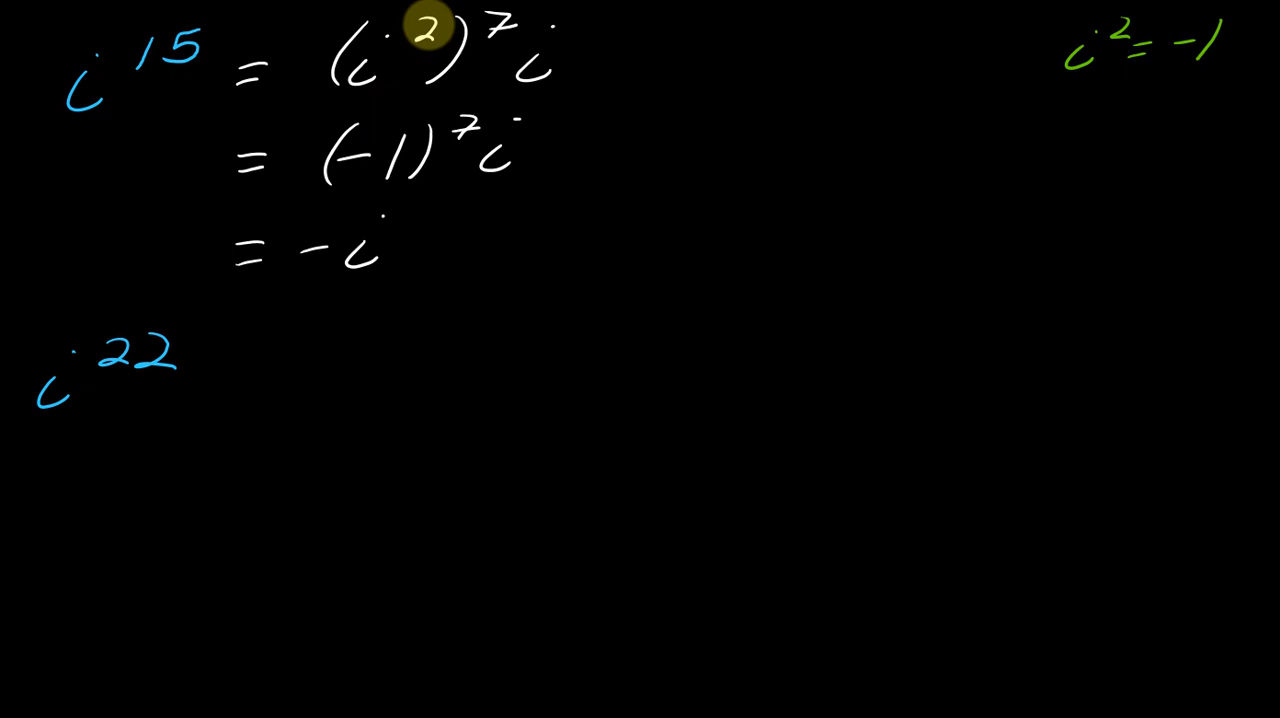 i^15 = (i^2)^7 i
i^2 = -1
= (-1)^7 i
= -i
i^22